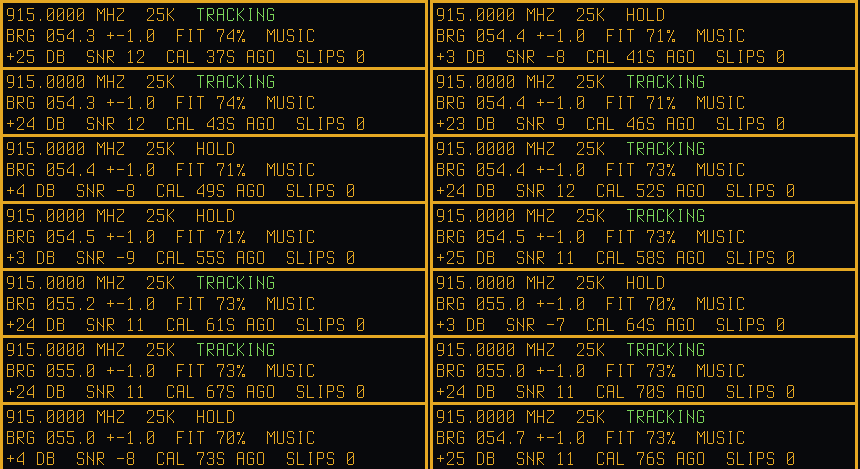 915.0000 MHZ 25K TRACKING
BRG 054.3 +-1.0 FIT 74% MUSIC
+25 DB SNR 12 CAL 37S AGO SLIPS 0
915.0000 MHZ 25K HOLD
BRG 054.4 +-1.0 FIT 71% MUSIC
+3 DB SNR -8 CAL 41S AGO SLIPS 0
915.0000 MHZ 25K TRACKING
BRG 054.3 +-1.0 FIT 74% MUSIC
+24 DB SNR 12 CAL 43S AGO SLIPS 0
915.0000 MHZ 25K TRACKING
BRG 054.4 +-1.0 FIT 71% MUSIC
+23 DB SNR 9 CAL 46S AGO SLIPS 0
915.0000 MHZ 25K HOLD
BRG 054.4 +-1.0 FIT 71% MUSIC
+4 DB SNR -8 CAL 49S AGO SLIPS 0
915.0000 MHZ 25K TRACKING
BRG 054.4 +-1.0 FIT 73% MUSIC
+24 DB SNR 12 CAL 52S AGO SLIPS 0
915.0000 MHZ 25K HOLD
BRG 054.5 +-1.0 FIT 71% MUSIC
+3 DB SNR -9 CAL 55S AGO SLIPS 0
915.0000 MHZ 25K TRACKING
BRG 054.5 +-1.0 FIT 73% MUSIC
+25 DB SNR 11 CAL 58S AGO SLIPS 0
915.0000 MHZ 25K TRACKING
BRG 055.2 +-1.0 FIT 73% MUSIC
+24 DB SNR 11 CAL 61S AGO SLIPS 0
915.0000 MHZ 25K HOLD
BRG 055.0 +-1.0 FIT 70% MUSIC
+3 DB SNR -7 CAL 64S AGO SLIPS 0
915.0000 MHZ 25K TRACKING
BRG 055.0 +-1.0 FIT 73% MUSIC
+24 DB SNR 11 CAL 67S AGO SLIPS 0
915.0000 MHZ 25K TRACKING
BRG 055.0 +-1.0 FIT 73% MUSIC
+24 DB SNR 11 CAL 70S AGO SLIPS 0
915.0000 MHZ 25K HOLD
BRG 055.0 +-1.0 FIT 70% MUSIC
+4 DB SNR -8 CAL 73S AGO SLIPS 0
915.0000 MHZ 25K TRACKING
BRG 054.7 +-1.0 FIT 73% MUSIC
+25 DB SNR 11 CAL 76S AGO SLIPS 0